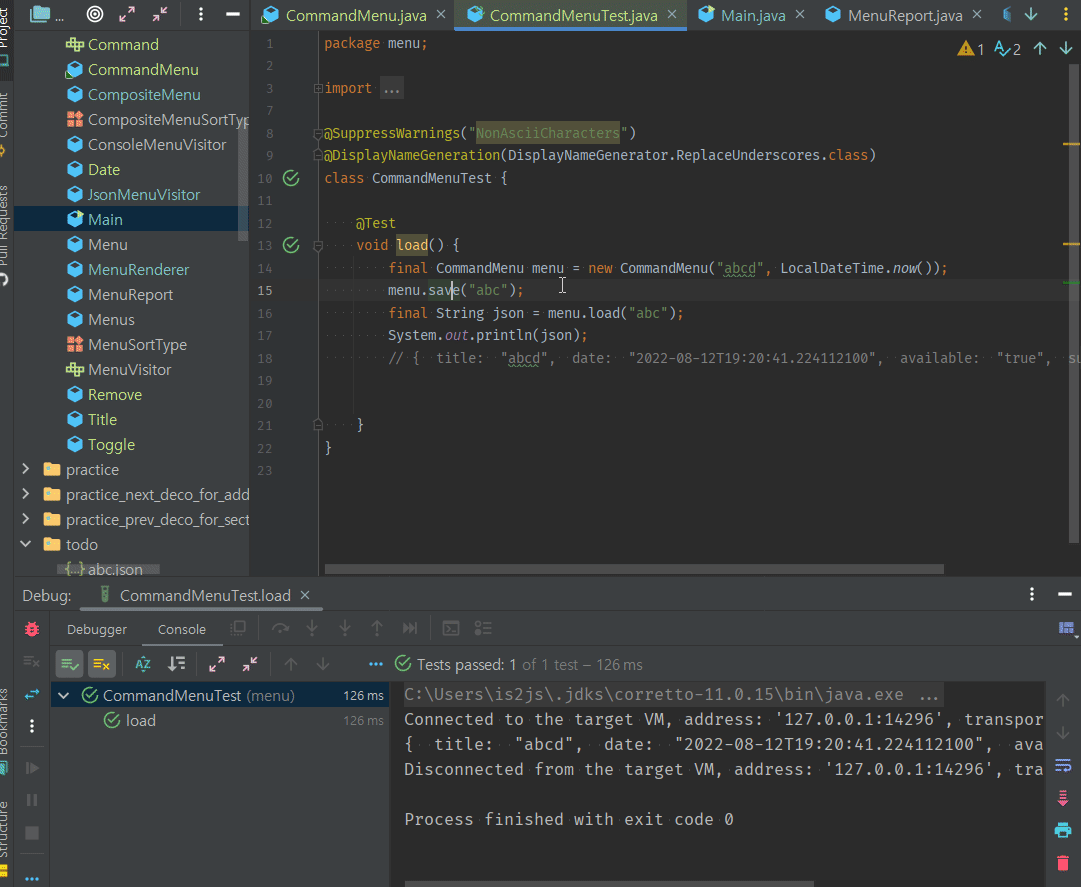 Project
...
CommandMenu.java
CommandMenuTest.java
Main.java
MenuReport.java
Command
CommandMenu
CompositeMenu
CompositeMenuSortTyp
ConsoleMenuVisitor
Date
JsonMenuVisitor
Main
Menu
MenuRenderer
MenuReport
Menus
MenuSortType
MenuVisitor
Remove
Title
Toggle
practice
practice_next_deco_for_add
practice_prev_deco_for_sect
todo
abc.json
Commit
Pull Requests
1 package menu;
1 2
2
3 import ...
7
8 @SuppressWarnings("NonAsciiCharacters")
9 @DisplayNameGeneration(DisplayNameGenerator.ReplaceUnderscores.class)
10 class CommandMenuTest {
11
12 @Test
13 void load() {
14 final CommandMenu menu = new CommandMenu("abcd", LocalDateTime.now());
15 menu.save("abc");
16 final String json = menu.load("abc");
17 System.out.println(json);
18 // { title: "abcd", date: "2022-08-12T19:20:41.224112100", available: "true", su
19
20
21 }
22 }
23
Debug:
CommandMenuTest.load
Debugger
Console
Tests passed: 1 of 1 test – 126 ms
CommandMenuTest (menu) 126 ms
load 126 ms
C:\Users\is2js\.jdks\corretto-11.0.15\bin\java.exe ...
Connected to the target VM, address: '127.0.0.1:14296', transpor
{ title: "abcd", date: "2022-08-12T19:20:41.224112100", ava
Disconnected from the target VM, address: '127.0.0.1:14296', tra
Process finished with exit code 0
Bookmarks
Structure